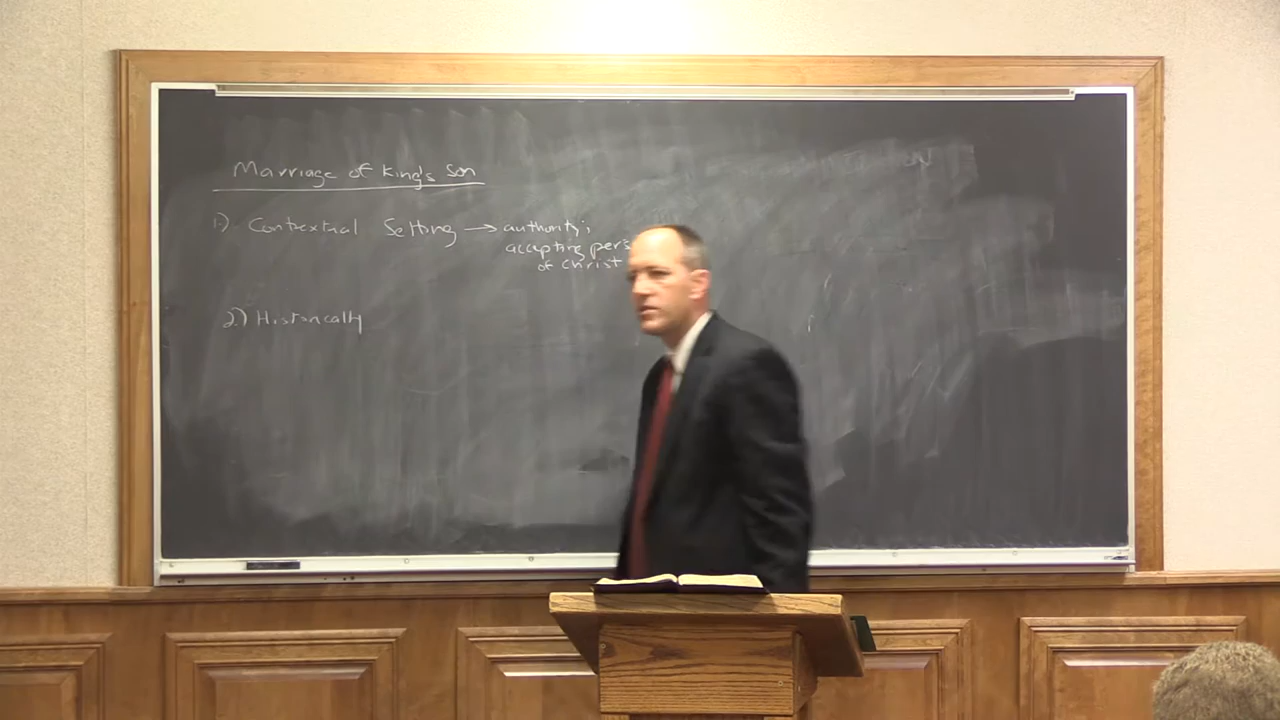 Marriage of King's Son
1.) Contextual Setting → authority;
accepting pers
of Christ
2.) Historically